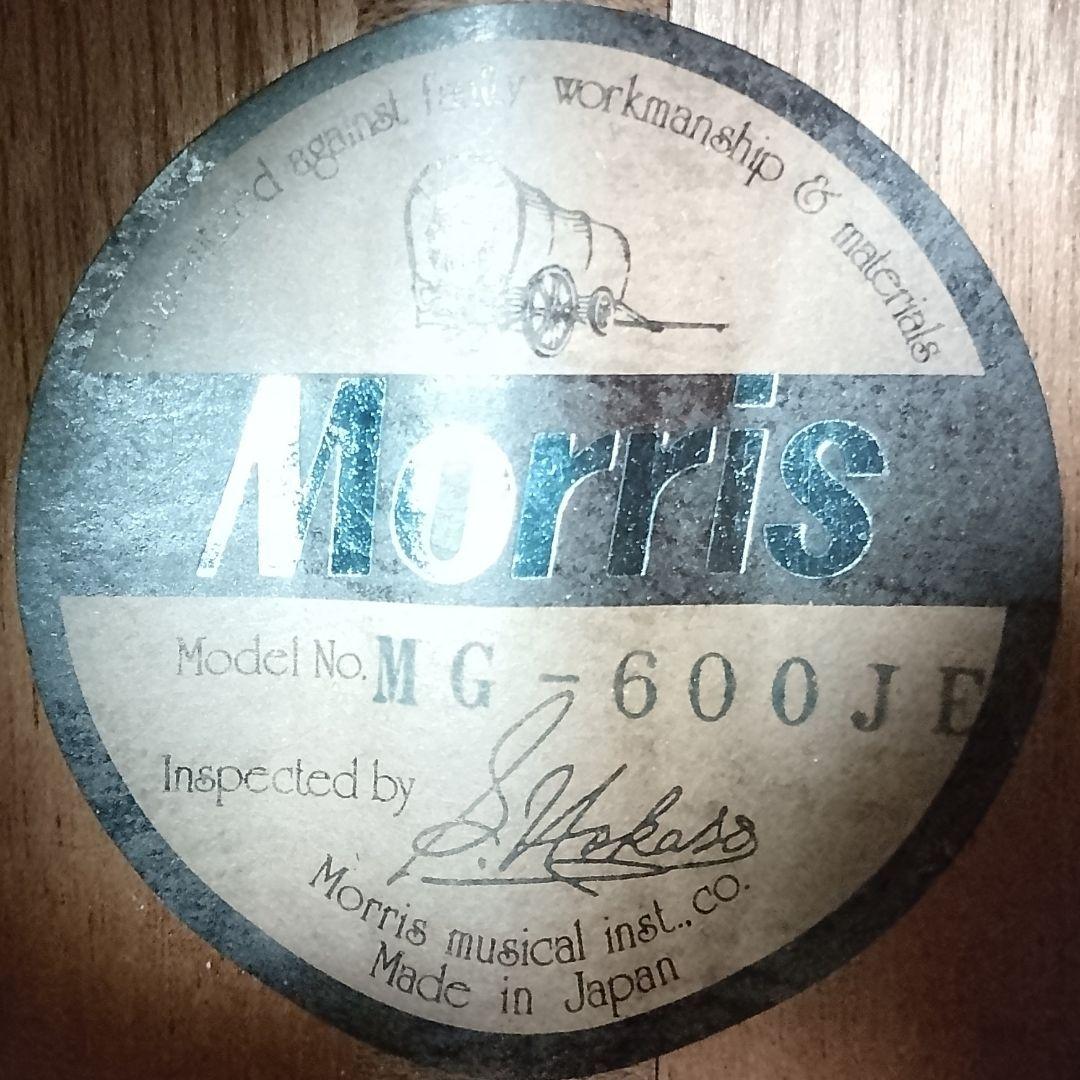 against faulty workmanship & materials
Morris
Model No. MG-600JE
Inspected by
Morris musical inst., co.
Made in Japan